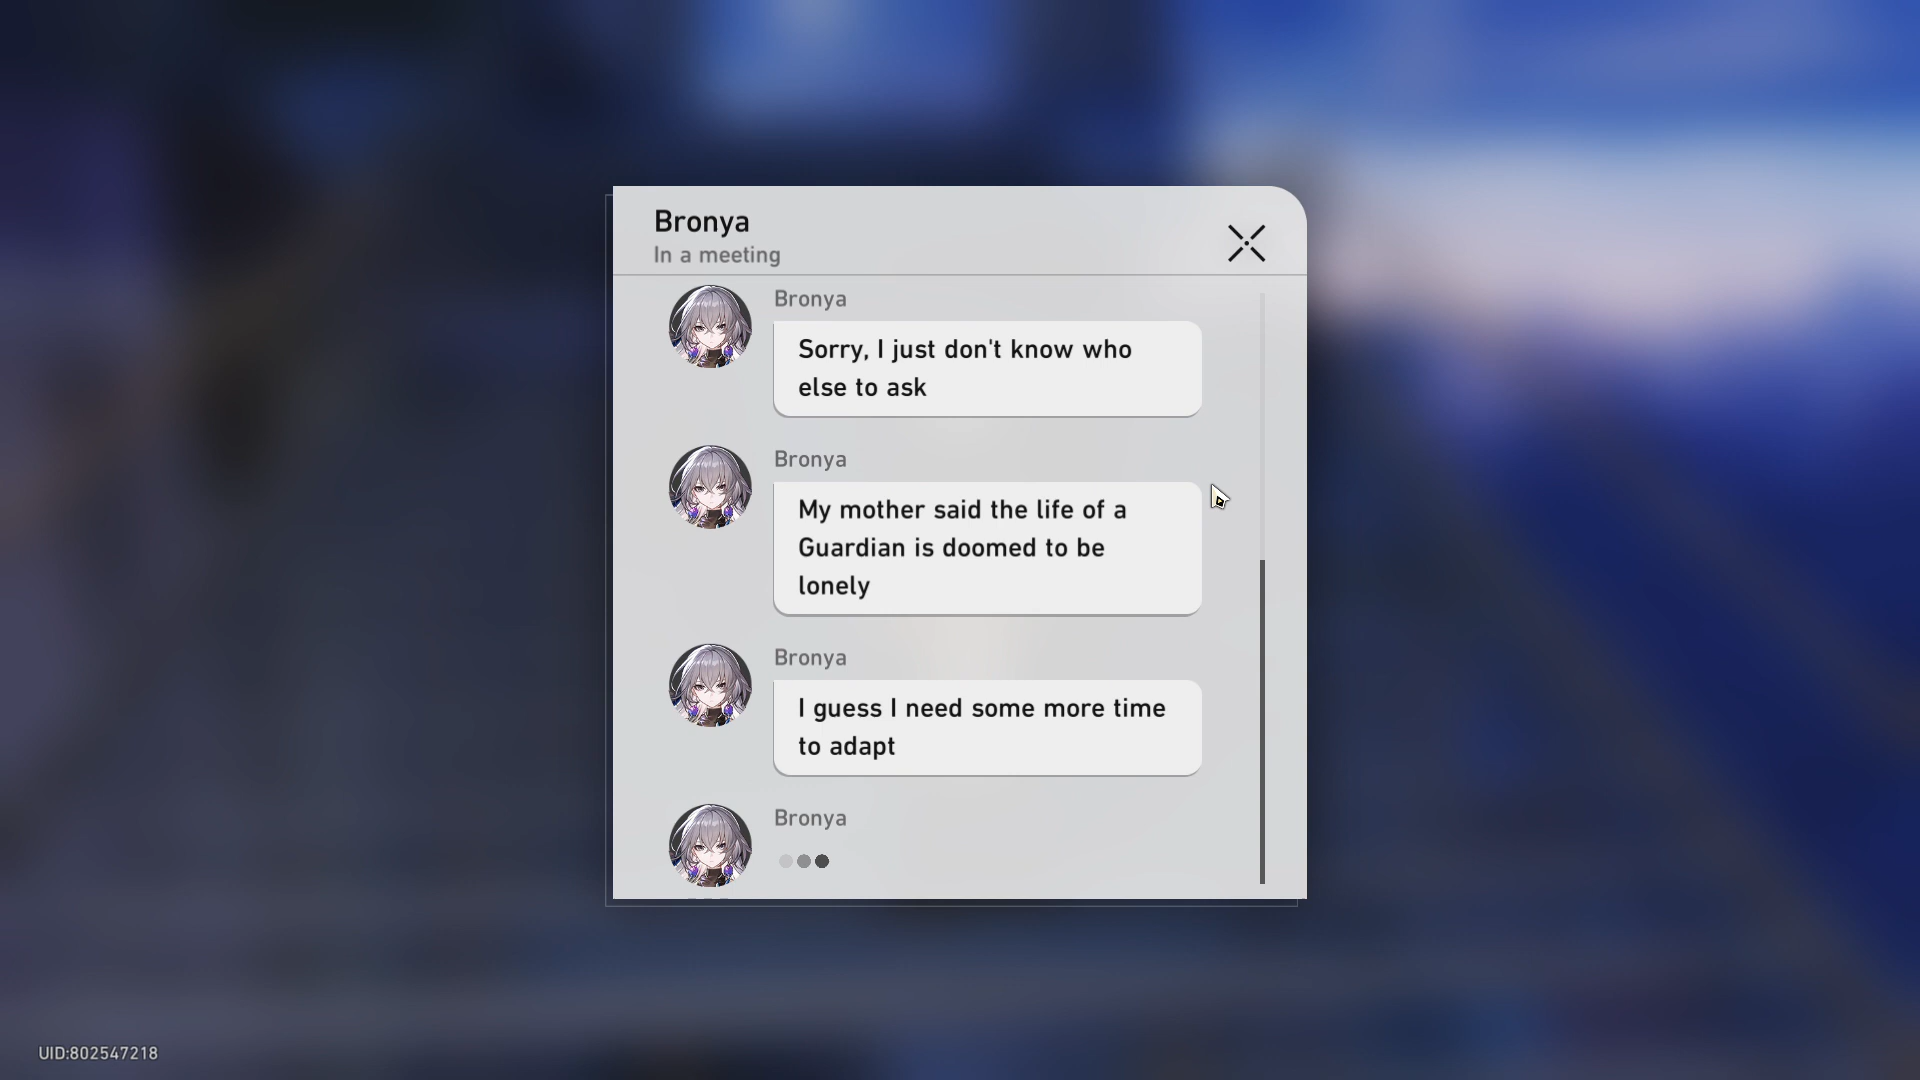 Bronya
In a meeting
Bronya
Sorry, I just don't know who
else to ask
Bronya
My mother said the life of a
Guardian is doomed to be
lonely
Bronya
I guess I need some more time
to adapt
Bronya
UID:802547218